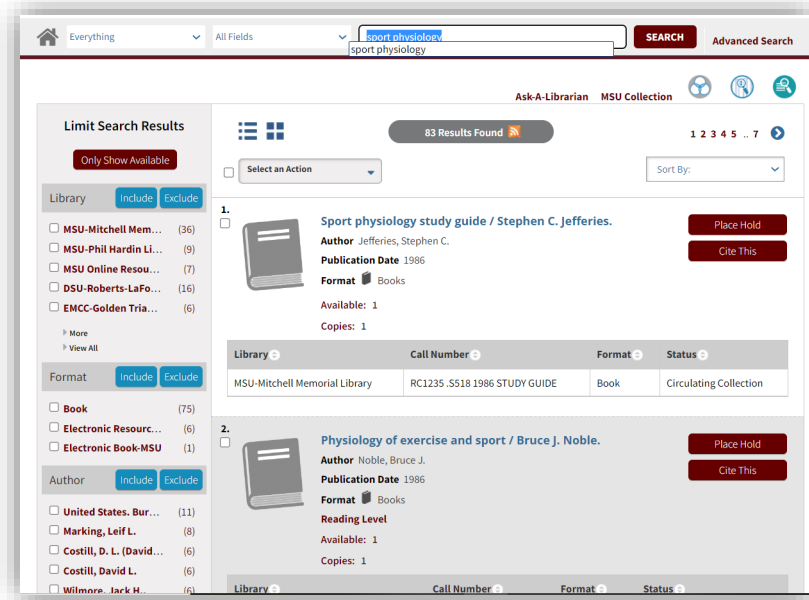 Everything All Fields sport physiology SEARCH Advanced Search
sport physiology
Ask-A-Librarian MSU Collection
Limit Search Results
Only Show Available
Library Include Exclude
MSU-Mitchell Mem... (36)
MSU-Phil Hardin Li... (9)
MSU Online Resou... (7)
DSU-Roberts-LaFo... (16)
EMCC-Golden Tria... (6)
More
View All
Format Include Exclude
Book (75)
Electronic Resourc... (6)
Electronic Book-MSU (1)
Author Include Exclude
United States. Bur... (11)
Marking, Leif L. (8)
Costill, D. L. (David... (6)
Costill, David L. (6)
Wilmore, Jack H.. (6)
83 Results Found
1 2 3 4 5 .. 7
Select an Action
Sort By:
1.
Sport physiology study guide / Stephen C. Jefferies.
Author Jefferies, Stephen C.
Publication Date 1986
Format Books
Available: 1
Copies: 1
Place Hold
Cite This
Library Call Number Format Status
MSU-Mitchell Memorial Library RC1235 .S518 1986 STUDY GUIDE Book Circulating Collection
2.
Physiology of exercise and sport / Bruce J. Noble.
Author Noble, Bruce J.
Publication Date 1986
Format Books
Reading Level
Available: 1
Copies: 1
Place Hold
Cite This
Library Call Number Format Status